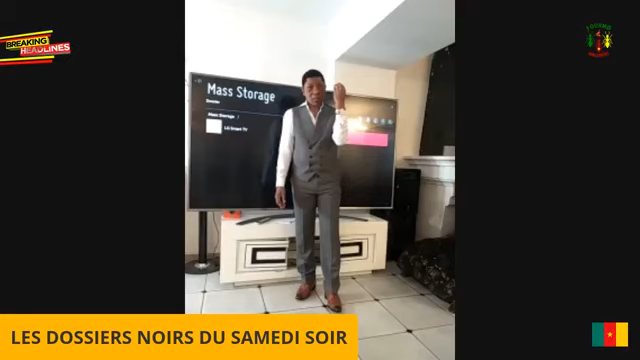 BREAKING
HEADLINES
Mass Storage
Mass Storage /
LG Smart TV
LES DOSSIERS NOIRS DU SAMEDI SOIR